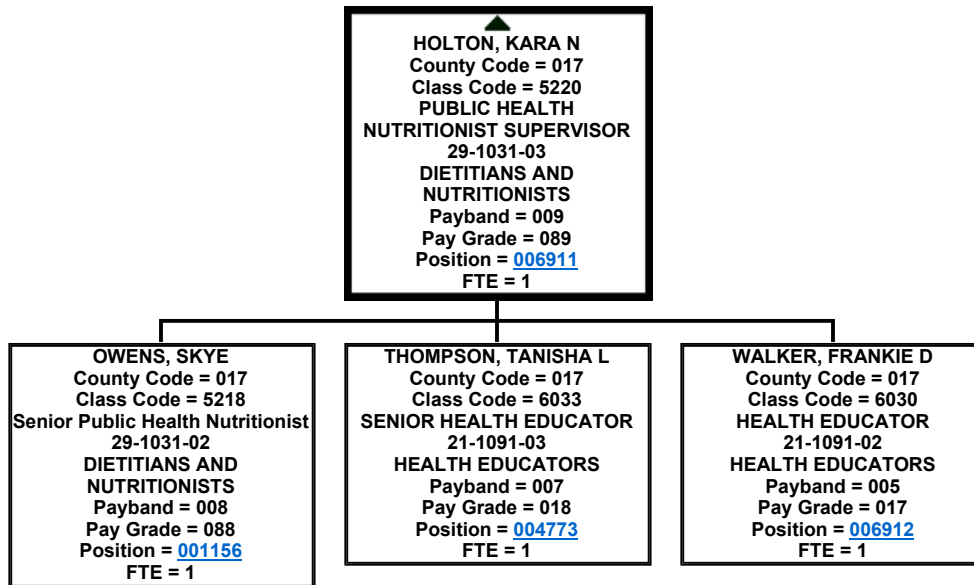 HOLTON, KARA N
County Code = 017
Class Code = 5220
PUBLIC HEALTH
NUTRITIONIST SUPERVISOR
29-1031-03
DIETITIANS AND
NUTRITIONISTS
Payband = 009
Pay Grade = 089
Position = 006911
FTE = 1
OWENS, SKYE
County Code = 017
Class Code = 5218
Senior Public Health Nutritionist
29-1031-02
DIETITIANS AND
NUTRITIONISTS
Payband = 008
Pay Grade = 088
Position = 001156
FTE = 1
THOMPSON, TANISHA L
County Code = 017
Class Code = 6033
SENIOR HEALTH EDUCATOR
21-1091-03
HEALTH EDUCATORS
Payband = 007
Pay Grade = 018
Position = 004773
FTE = 1
WALKER, FRANKIE D
County Code = 017
Class Code = 6030
HEALTH EDUCATOR
21-1091-02
HEALTH EDUCATORS
Payband = 005
Pay Grade = 017
Position = 006912
FTE = 1